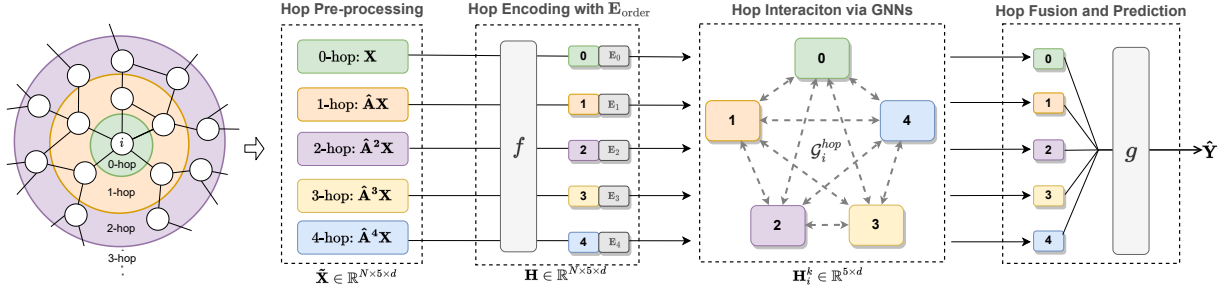 Hop Pre-processing
Hop Encoding with E_order
Hop Interaciton via GNNs
Hop Fusion and Prediction
i
0-hop
1-hop
2-hop
3-hop
0-hop: X
1-hop: ÂX
2-hop: Â²X
3-hop: Â³X
4-hop: Â⁴X
X̃ ∈ ℝ^{N×5×d}
f
0 E₀
1 E₁
2 E₂
3 E₃
4 E₄
H ∈ ℝ^{N×5×d}
0
1
4
𝒢_i^{hop}
2
3
H_i^k ∈ ℝ^{5×d}
0
1
2
3
4
g
Ŷ